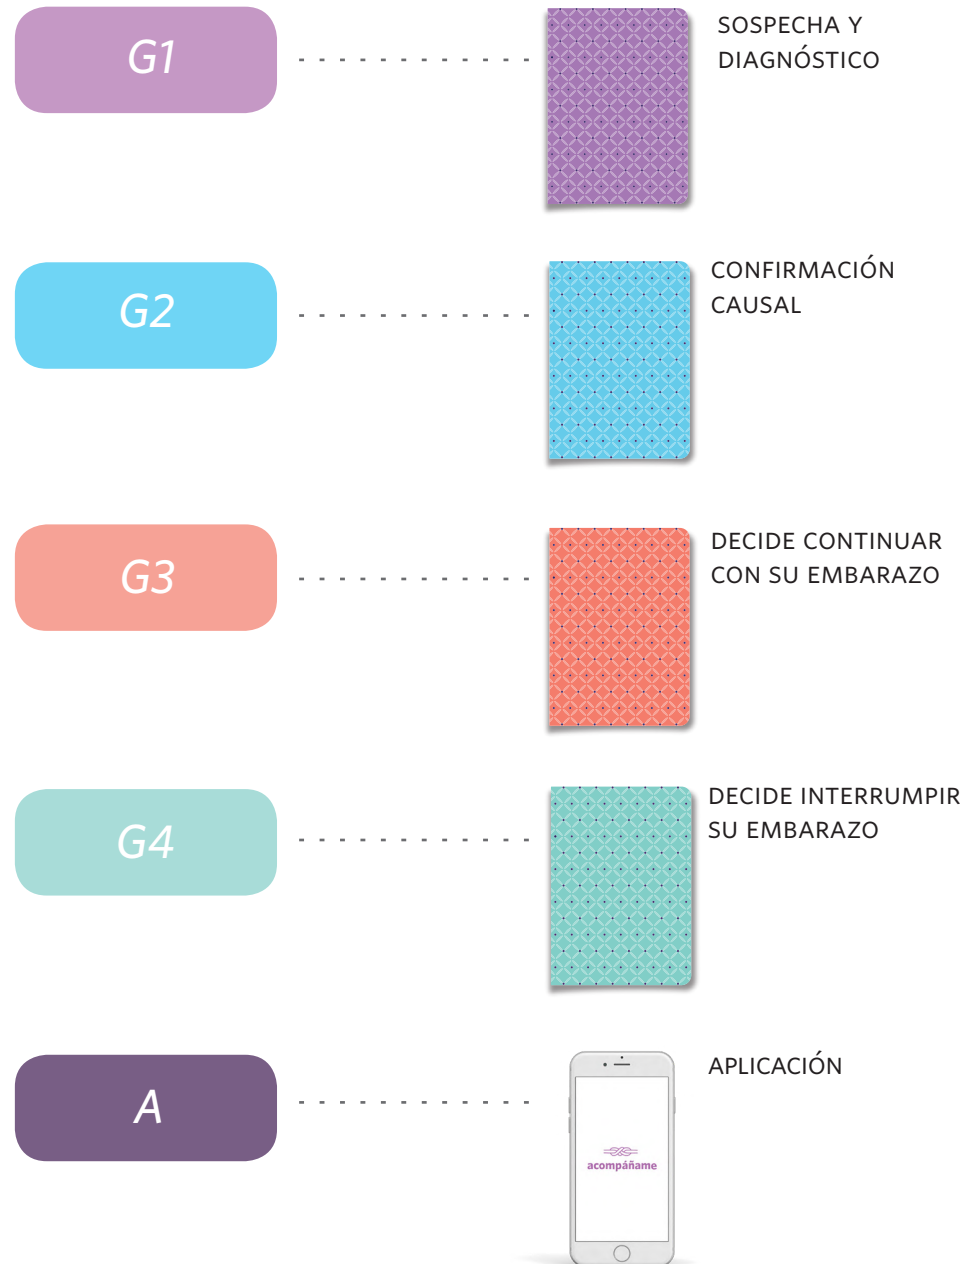 G1
SOSPECHA Y
DIAGNÓSTICO
G2
CONFIRMACIÓN
CAUSAL
G3
DECIDE CONTINUAR
CON SU EMBARAZO
G4
DECIDE INTERRUMPIR
SU EMBARAZO
A
APLICACIÓN
acompáñame